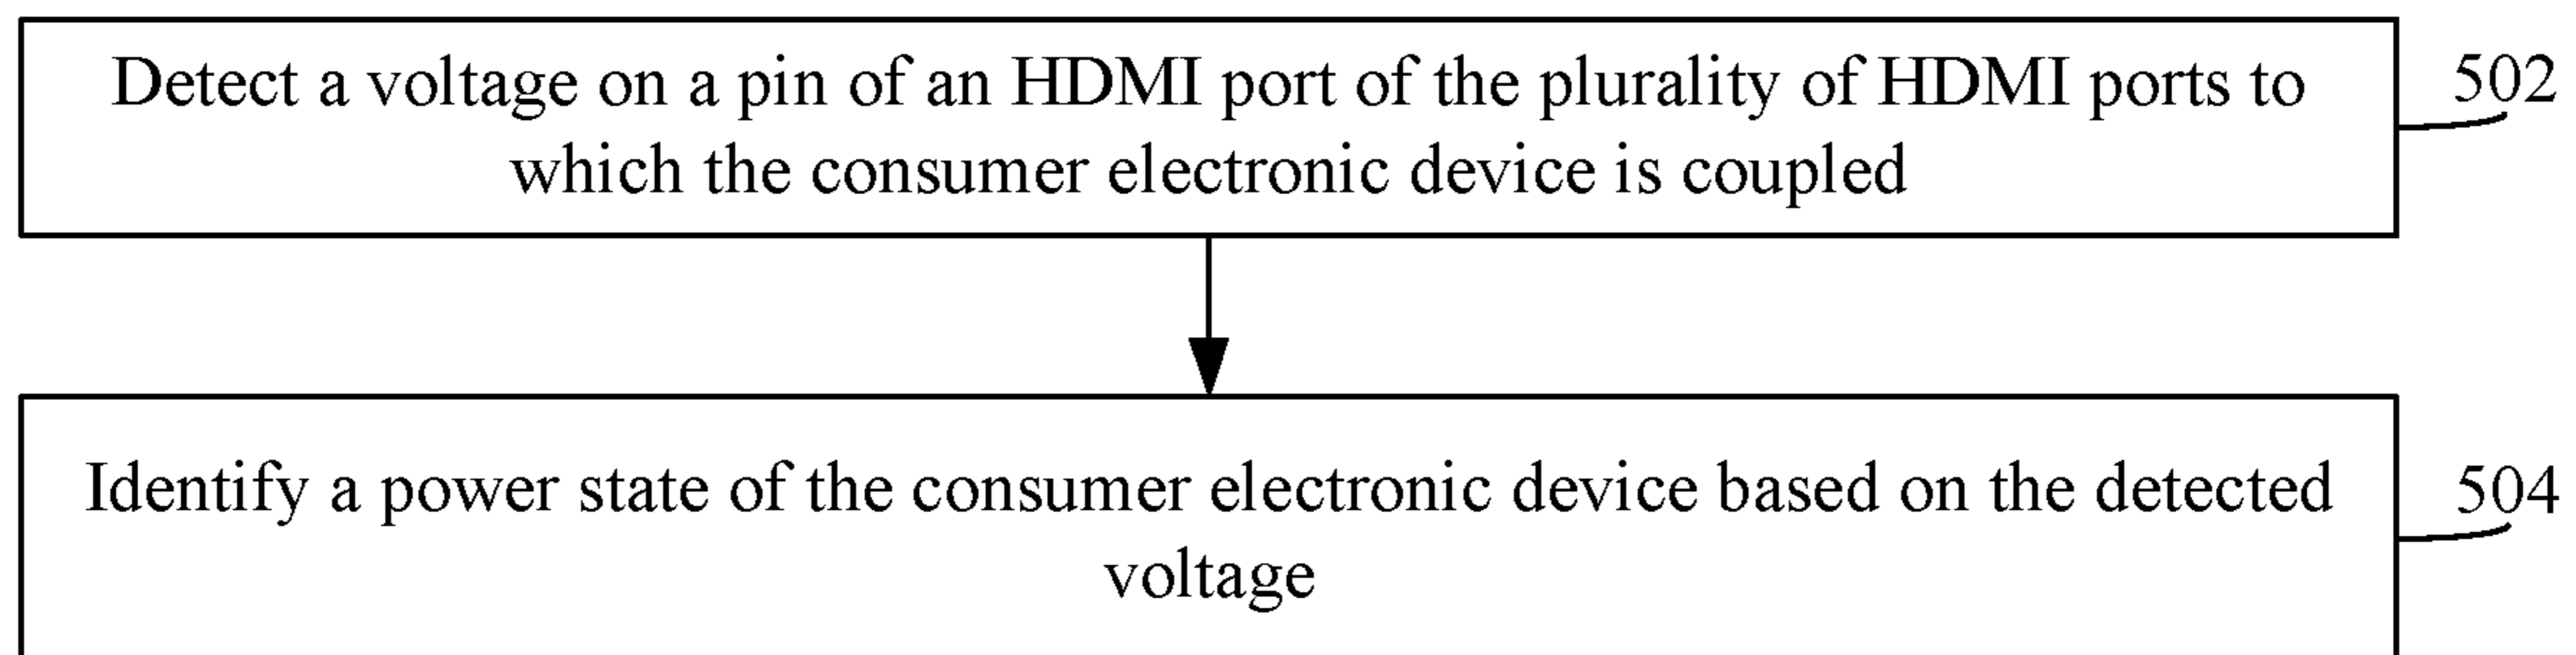 Detect a voltage on a pin of an HDMI port of the plurality of HDMI ports to
which the consumer electronic device is coupled
502
Identify a power state of the consumer electronic device based on the detected
voltage
504